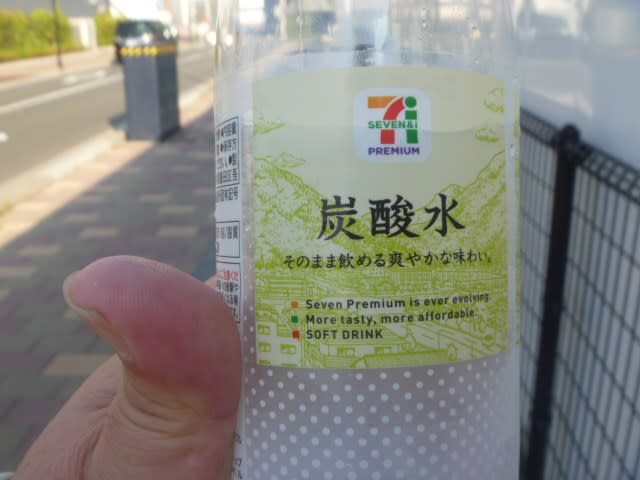 SEVEN&i
PREMIUM
炭酸水
そのまま飲める爽やかな味わい。
Seven Premium is ever evolving.
More tasty, more affordable.
SOFT DRINK